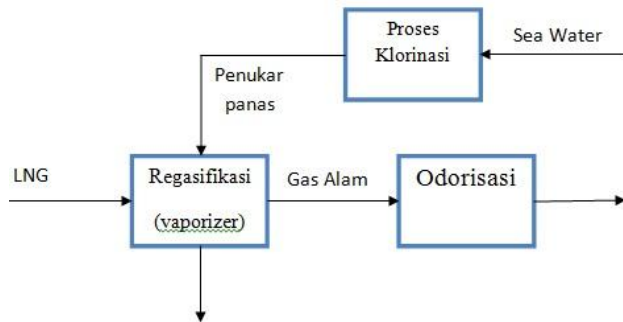 Proses
Klorinasi
Sea Water
Penukar
panas
LNG
Regasifikasi
(vaporizer)
Gas Alam
Odorisasi